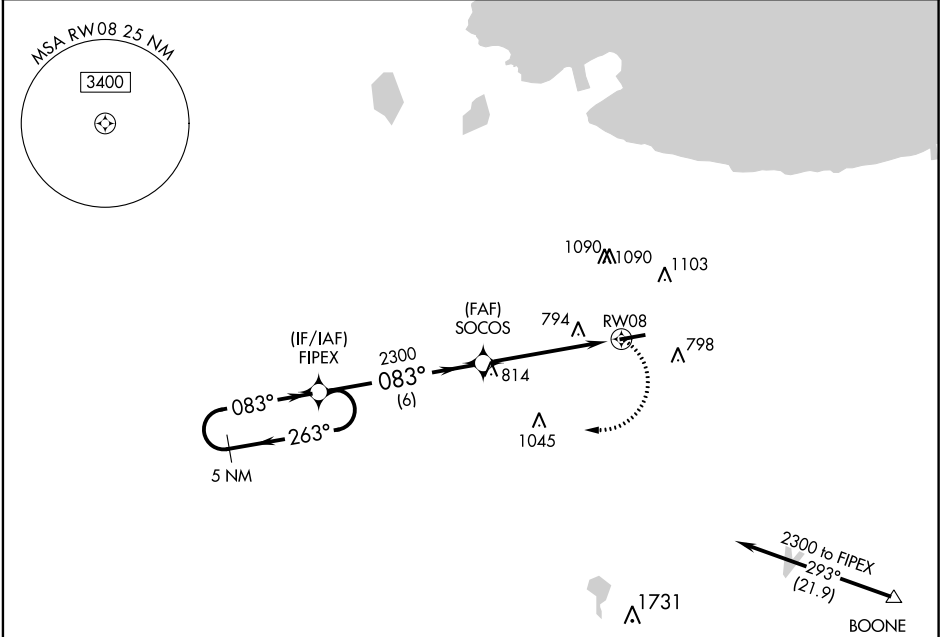 MSA RW08 25 NM
3400
1090
1090
1103
(FAF)
SOCOS
794
RW08
(IF/IAF)
FIPEX
2300
083°
(6)
814
798
083°
263°
1045
5 NM
2300 to FIPEX
293°
(21.9)
1731
BOONE